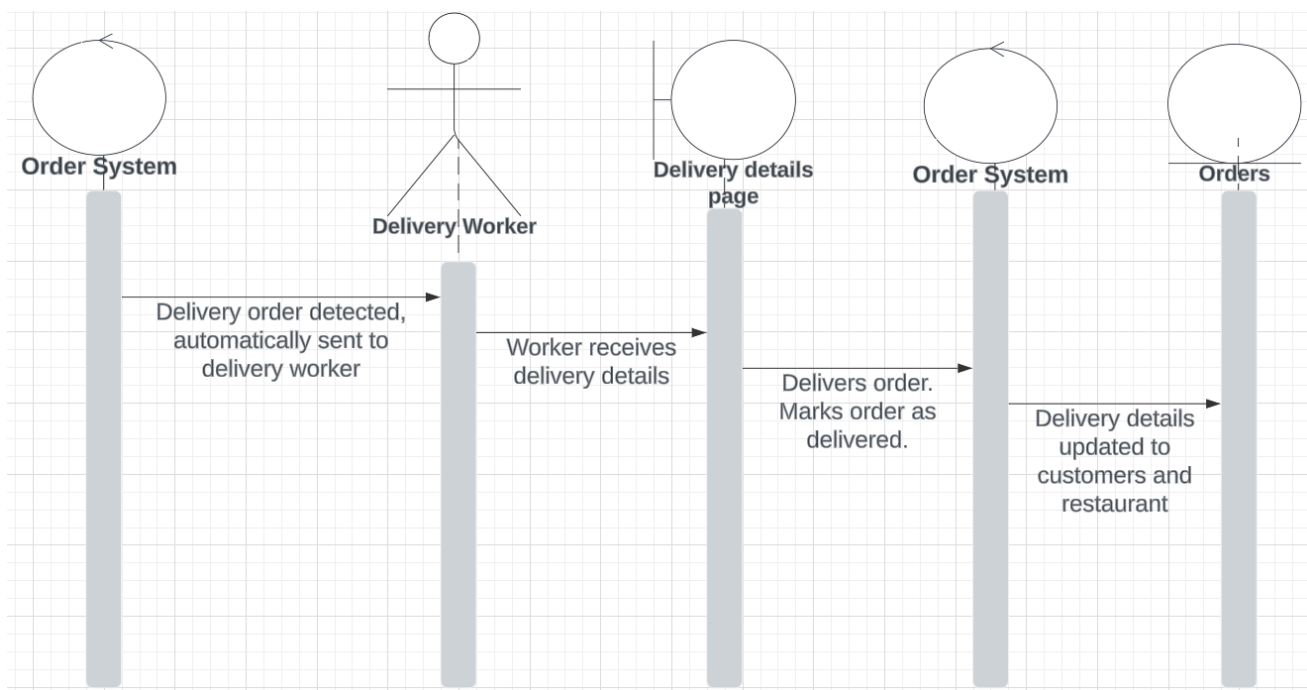 Order System
Delivery Worker
Delivery details
page
Order System
Orders
Delivery order detected,
automatically sent to
delivery worker
Worker receives
delivery details
Delivers order.
Marks order as
delivered.
Delivery details
updated to
customers and
restaurant